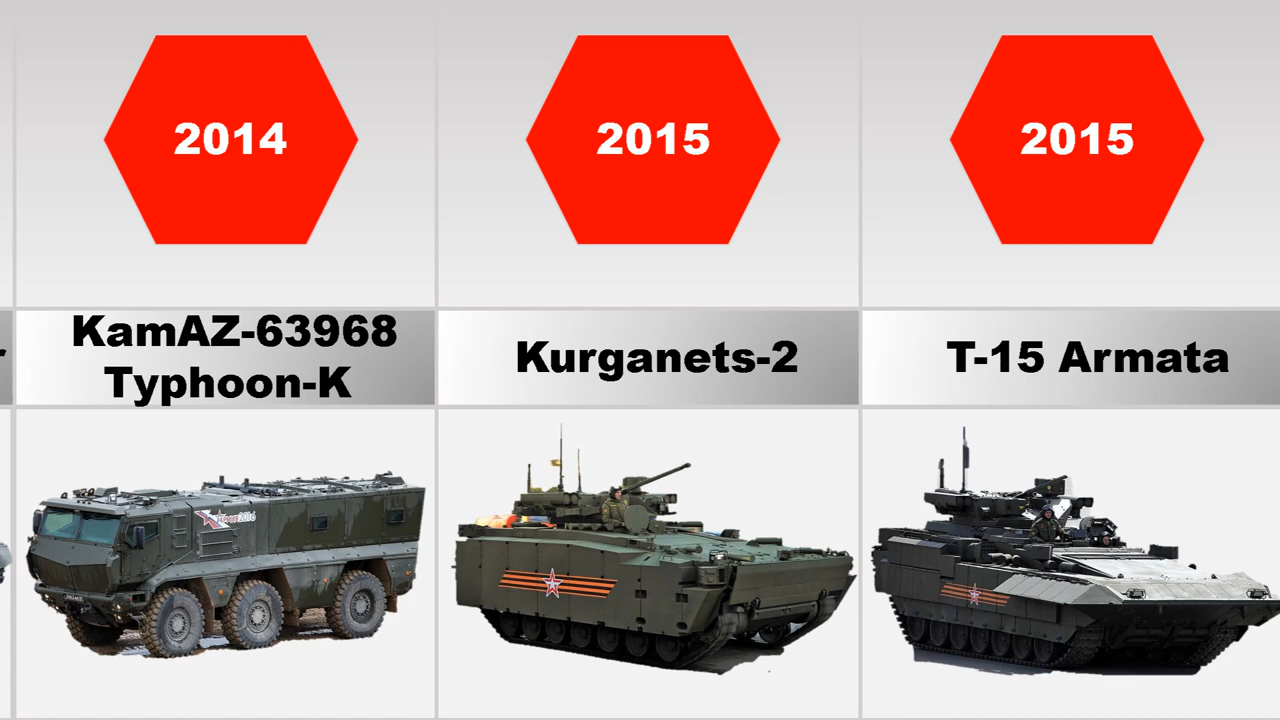 2014
2015
2015
KamAZ-63968
Typhoon-K
Kurganets-2
T-15 Armata